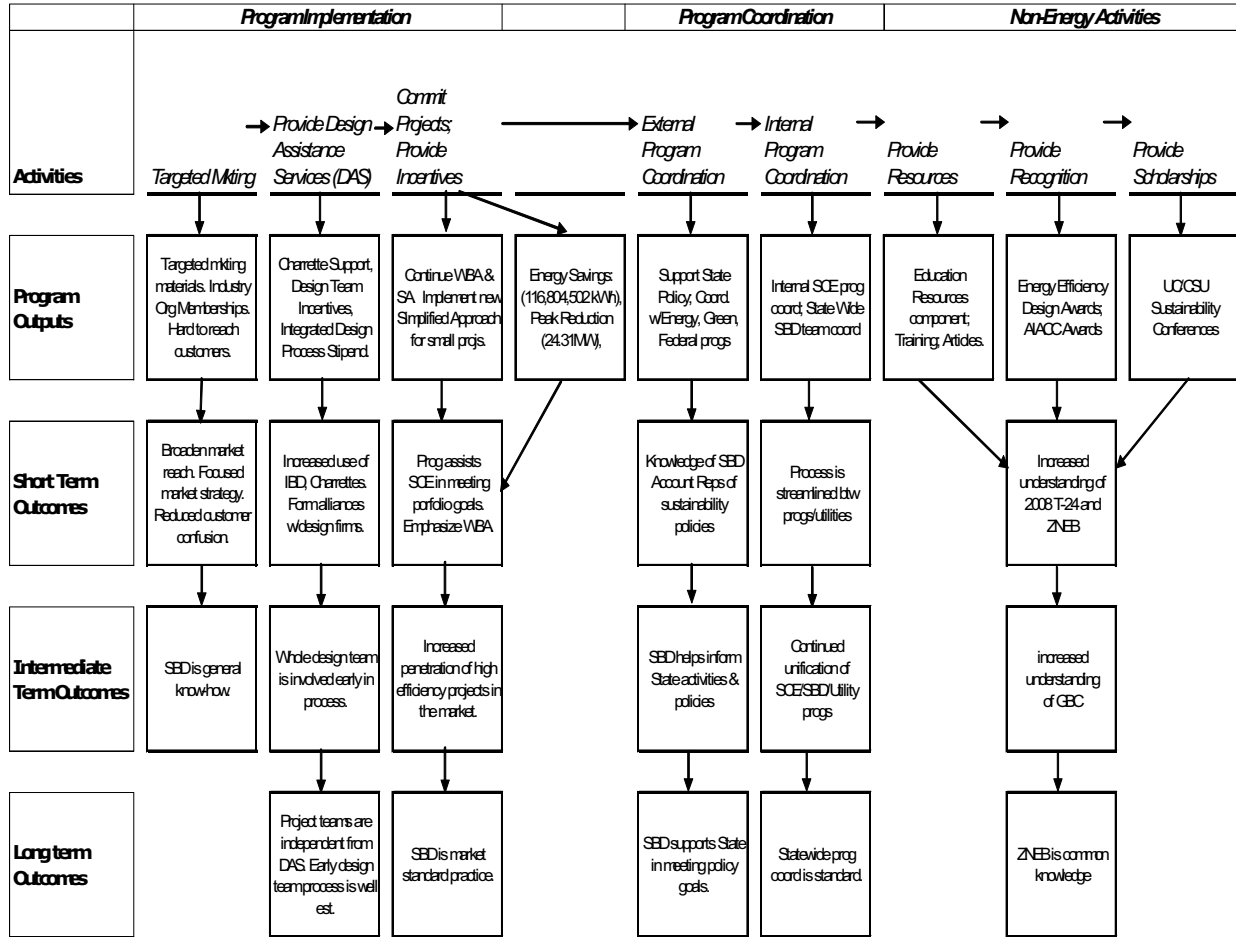 Program Implementation
Program Coordination
Non-Energy Activities
Activities
Targeted Mkting
Provide Design
Assistance
Services (DAS)
Commit
Projects;
Provide
Incentives
External
Program
Coordination
Internal
Program
Coordination
Provide
Resources
Provide
Recognition
Provide
Scholarships
Program
Outputs
Targeted mkting
materials. Industry
Org Memberships.
Hard to reach
customers.
Charrette Support,
Design Team
Incentives,
Integrated Design
Process Stipend.
Continue WBA &
SA Implement new
Simplified Approach
for small projs.
Energy Savings:
(116,804,502 kWh),
Peak Reduction
(24.31MW),
Support State
Policy; Coord.
w/Energy, Green,
Federal progs
Internal SCE prog
coord; State Wide
SBD team coord
Education
Resources
component;
Training; Articles.
Energy Efficiency
Design Awards;
AIACC Awards
UC/CSU
Sustainability
Conferences
Short Term
Outcomes
Broaden market
reach. Focused
market strategy.
Reduced customer
confusion.
Increased use of
IBD, Charrettes.
Form alliances
w/design firms.
Prog assists
SCE in meeting
porfolio goals.
Emphasize WBA.
Knowledge of SBD
Account Reps of
sustainability
policies
Process is
streamlined btw
progs/utilities
Increased
understanding of
2008 T-24 and
ZNEB
Intermediate
Term Outcomes
SBD is general
know-how.
Whole design team
is involved early in
process.
Increased
penetration of high
efficiency projects in
the market.
SBD helps inform
State activities &
policies
Continued
unification of
SCE/SBD/Utility
progs
increased
understanding
of GBC
Long term
Outcomes
Project teams are
independent from
DAS. Early design
team process is well
est.
SBD is market
standard practice.
SBD supports State
in meeting policy
goals.
Statewide prog
coord is standard.
ZNEB is common
knowledge